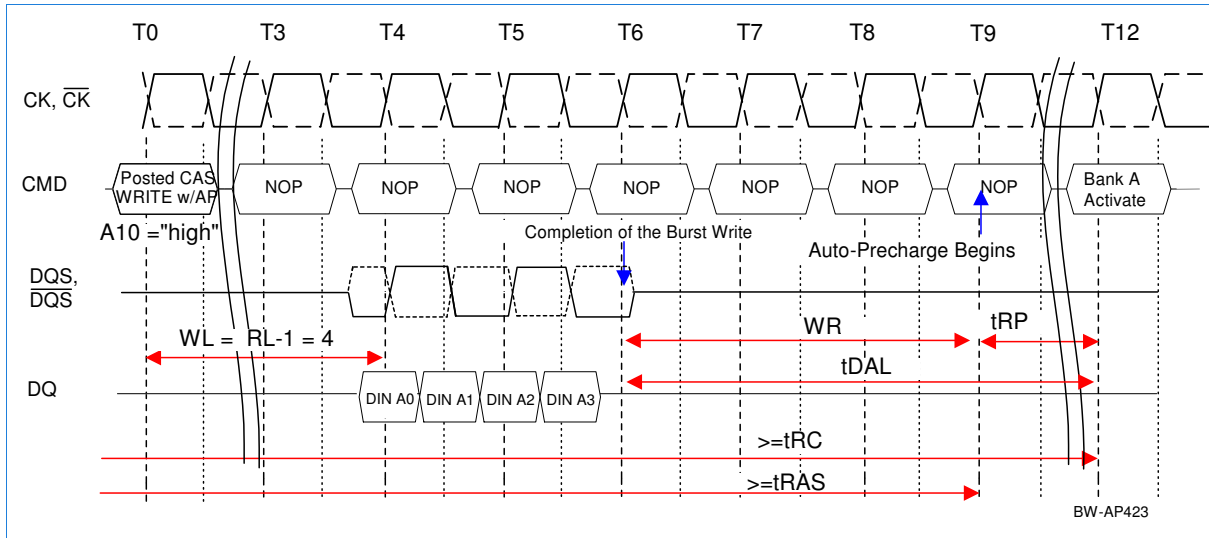 T0 T3 T4 T5 T6 T7 T8 T9 T12
CK, CK
CMD
Posted CAS
WRITE w/AP
NOP NOP NOP NOP NOP NOP NOP
Bank A
Activate
A10 ="high"
Completion of the Burst Write
Auto-Precharge Begins
DQS,
DQS
WL = RL-1 = 4
WR
tRP
tDAL
DQ
DIN A0 DIN A1 DIN A2 DIN A3
>=tRC
>=tRAS
BW-AP423